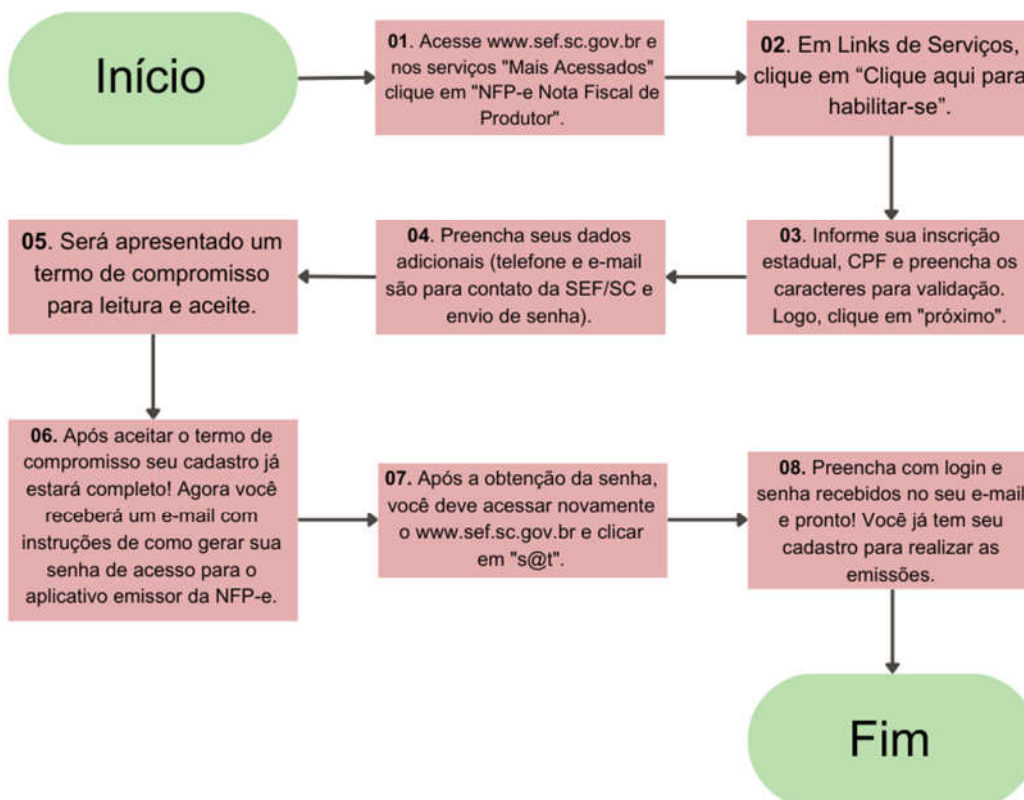 Início
01. Acesse www.sef.sc.gov.br e
nos serviços "Mais Acessados"
clique em "NFP-e Nota Fiscal de
Produtor".
02. Em Links de Serviços,
clique em “Clique aqui para
habilitar-se”.
03. Informe sua inscrição
estadual, CPF e preencha os
caracteres para validação.
Logo, clique em "próximo".
04. Preencha seus dados
adicionais (telefone e e-mail
são para contato da SEF/SC e
envio de senha).
05. Será apresentado um
termo de compromisso
para leitura e aceite.
06. Após aceitar o termo de
compromisso seu cadastro já
estará completo! Agora você
receberá um e-mail com
instruções de como gerar sua
senha de acesso para o
aplicativo emissor da NFP-e.
07. Após a obtenção da senha,
você deve acessar novamente
o www.sef.sc.gov.br e clicar
em "s@t".
08. Preencha com login e
senha recebidos no seu e-mail
e pronto! Você já tem seu
cadastro para realizar as
emissões.
Fim